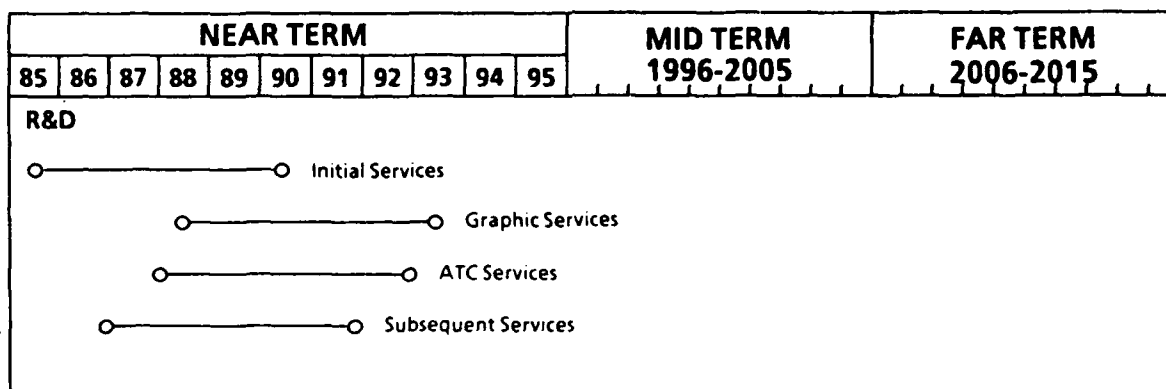 NEAR TERM
MID TERM
1996-2005
FAR TERM
2006-2015
85 86 87 88 89 90 91 92 93 94 95
R&D
Initial Services
Graphic Services
ATC Services
Subsequent Services